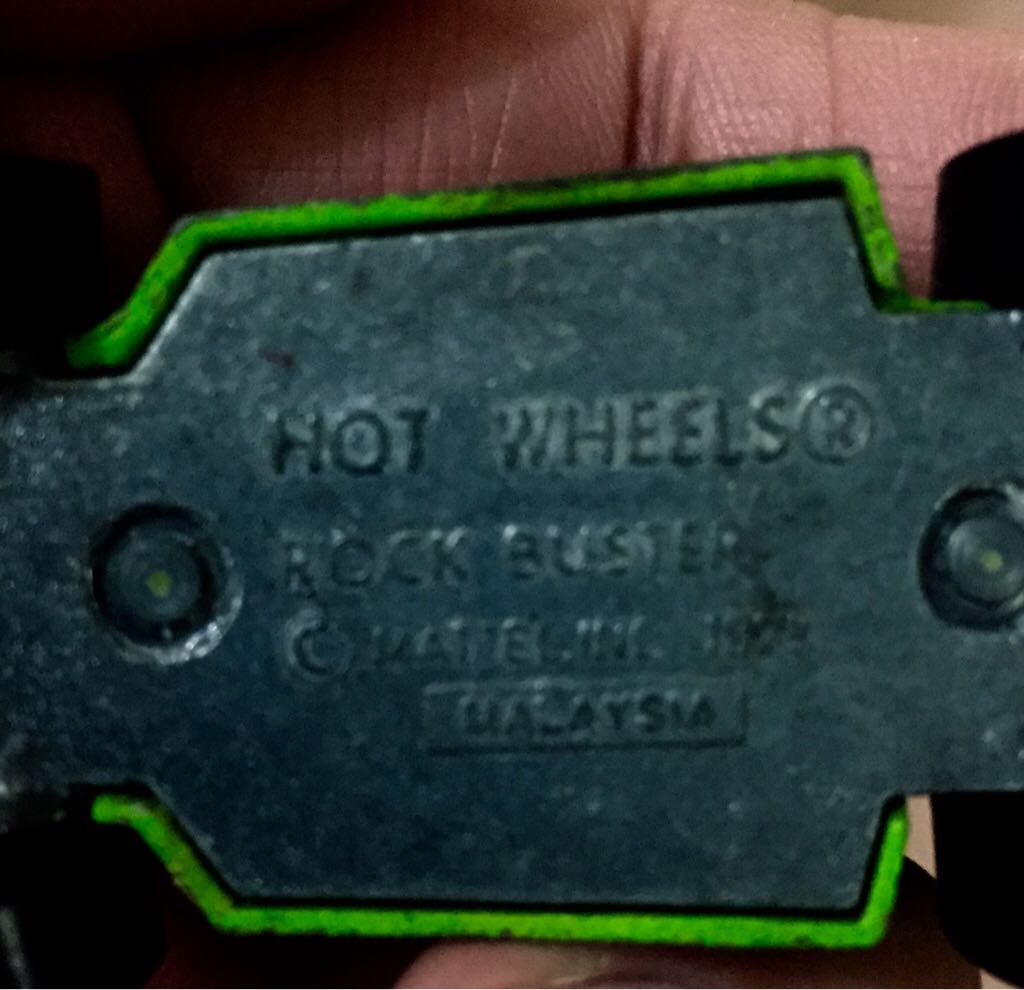 HOT WHEELS®
ROCK BUSTER
© MATTEL, INC.
MALAYSIA